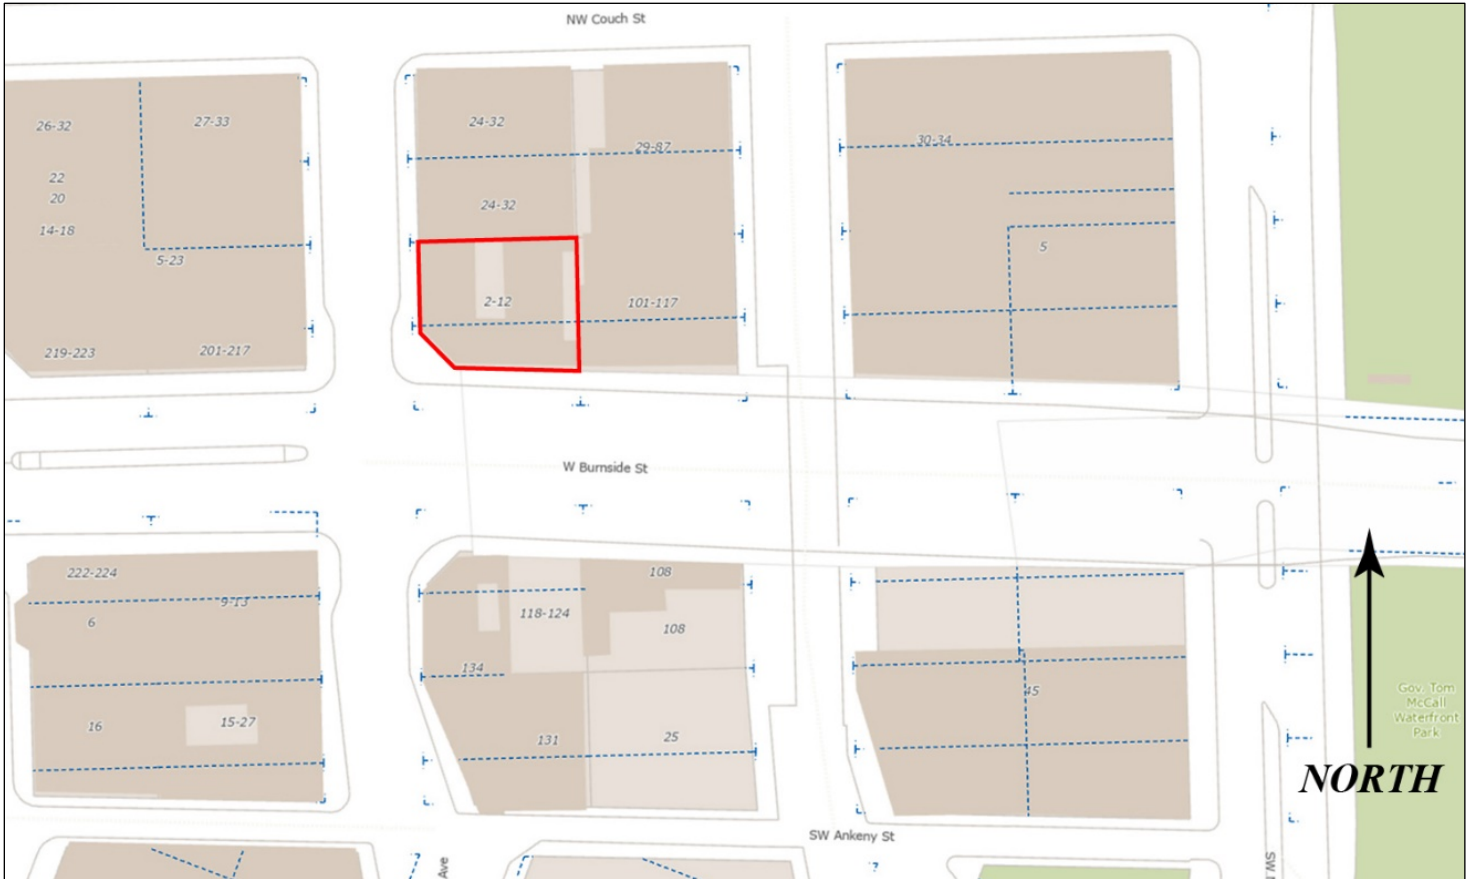 NW Couch St
26-32
27-33
24-32
29-87
30-34
22
20
24-32
14-18
5-23
5
2-12
101-117
219-223
201-217
W Burnside St
222-224
9-13
6
108
118-124
108
134
45
16
15-27
131
25
Gov. Tom
McCall
Waterfront
Park
NORTH
SW Ankeny St
Ave
SW